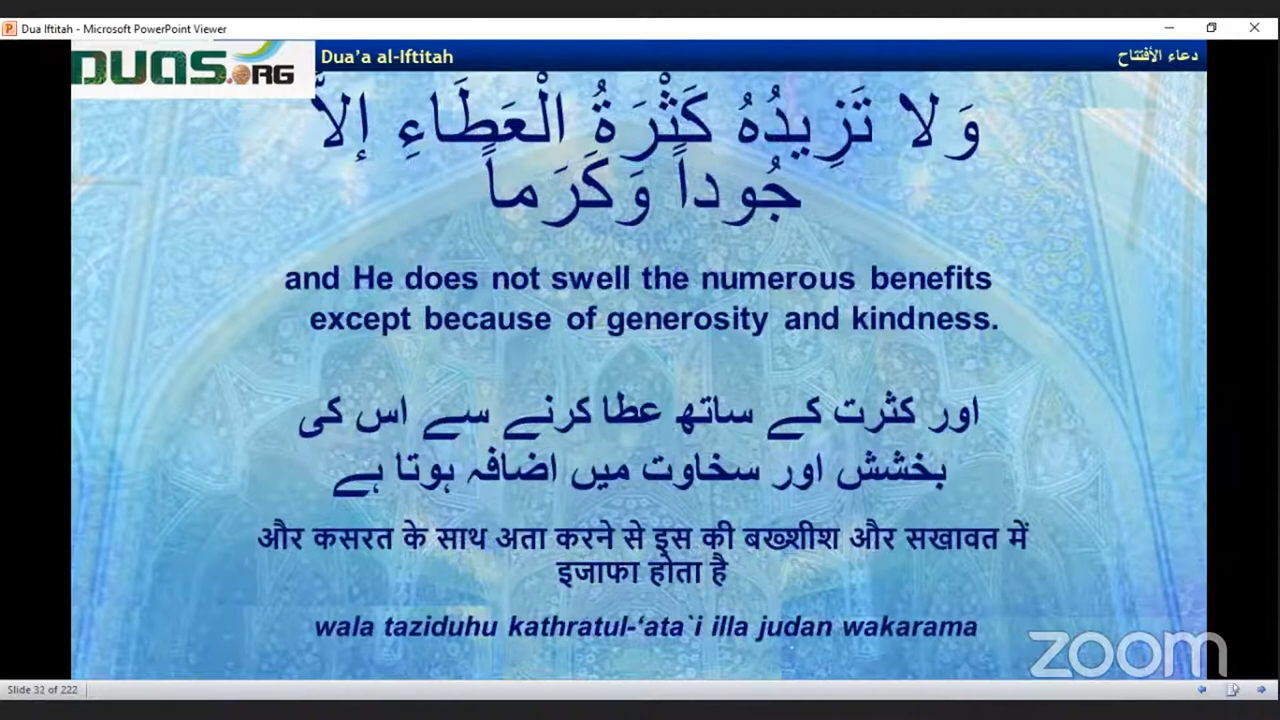 Dua Iftitah - Microsoft PowerPoint Viewer
DUAS.ORG
Dua’a al-Iftitah
دعاء الأفتتاح
وَلا تَزِيدُهُ كَثْرَةُ الْعَطَاءِ إلاَّ
جُوداً وَكَرَماً
and He does not swell the numerous benefits
except because of generosity and kindness.
اور کثرت کے ساتھ عطا کرنے سے اس کی
بخشش اور سخاوت میں اضافہ ہوتا ہے
और कसरत के साथ अता करने से इस की बख्शीश और सखावत में
इजाफा होता है
wala taziduhu kathratul-‘ata`i illa judan wakarama
zoom
Slide 32 of 222